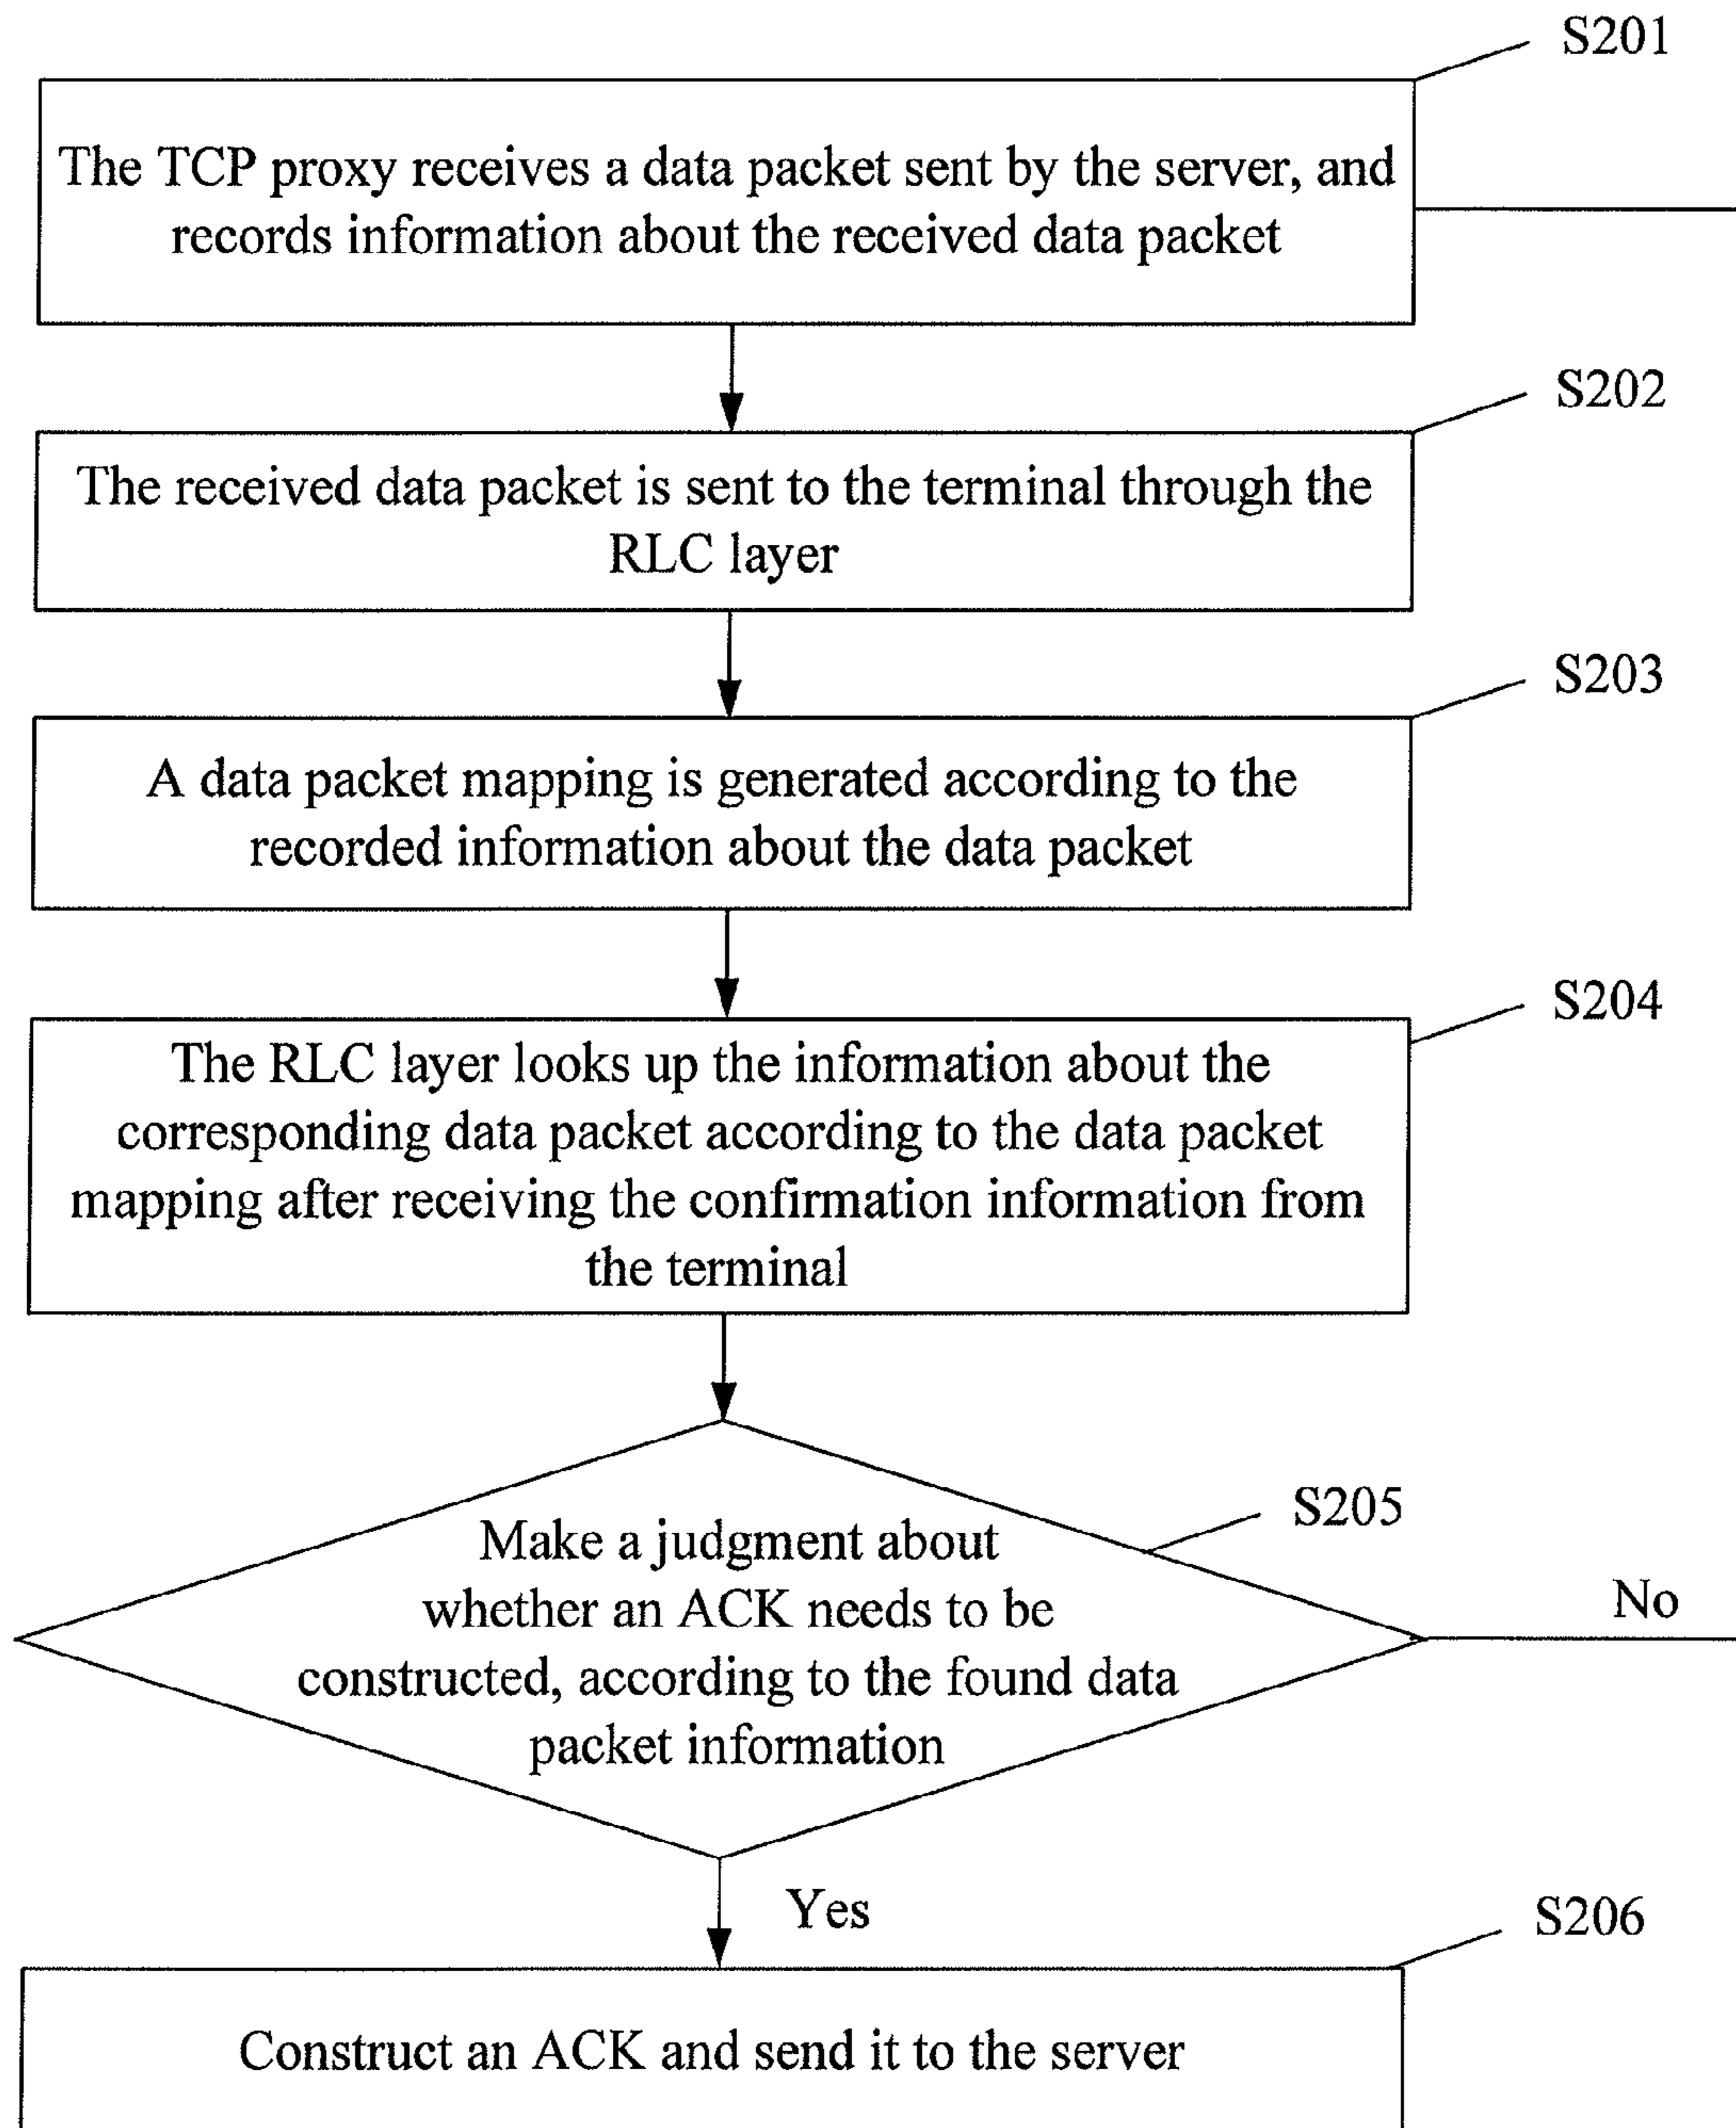 S201
The TCP proxy receives a data packet sent by the server, and
records information about the received data packet
S202
The received data packet is sent to the terminal through the
RLC layer
S203
A data packet mapping is generated according to the
recorded information about the data packet
S204
The RLC layer looks up the information about the
corresponding data packet according to the data packet
mapping after receiving the confirmation information from
the terminal
S205
Make a judgment about
whether an ACK needs to be
constructed, according to the found data
packet information
No
Yes
S206
Construct an ACK and send it to the server